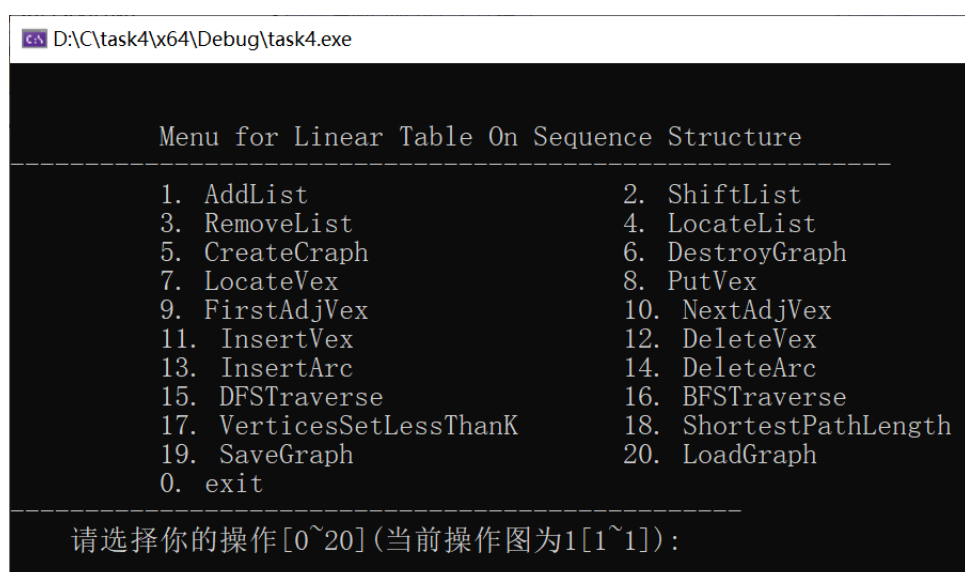 D:\C\task4\x64\Debug\task4.exe
Menu for Linear Table On Sequence Structure
1. AddList 2. ShiftList
3. RemoveList 4. LocateList
5. CreateCraph 6. DestroyGraph
7. LocateVex 8. PutVex
9. FirstAdjVex 10. NextAdjVex
11. InsertVex 12. DeleteVex
13. InsertArc 14. DeleteArc
15. DFSTraverse 16. BFSTraverse
17. VerticesSetLessThanK 18. ShortestPathLength
19. SaveGraph 20. LoadGraph
0. exit
请选择你的操作[0~20](当前操作图为1[1~1]):